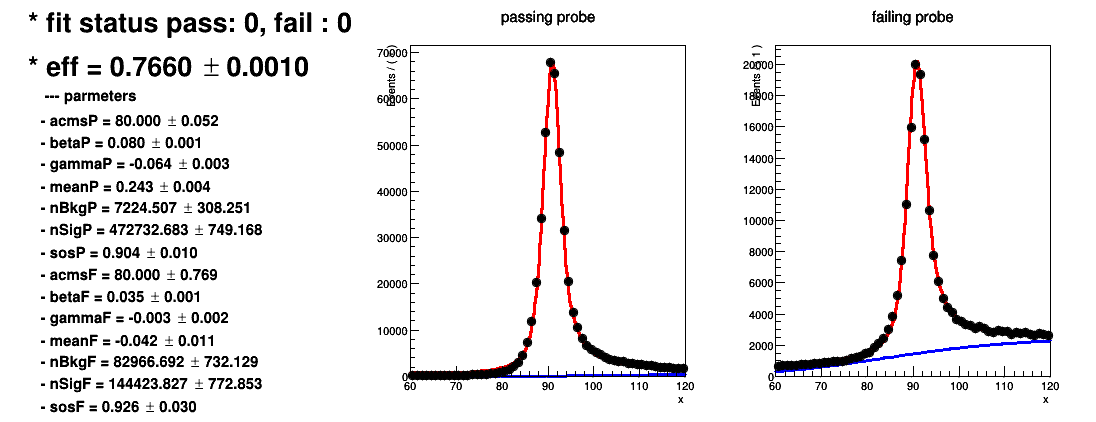 * fit status pass: 0, fail : 0
* eff = 0.7660 ± 0.0010
--- parmeters
- acmsP = 80.000 ± 0.052
- betaP = 0.080 ± 0.001
- gammaP = -0.064 ± 0.003
- meanP = 0.243 ± 0.004
- nBkgP = 7224.507 ± 308.251
- nSigP = 472732.683 ± 749.168
- sosP = 0.904 ± 0.010
- acmsF = 80.000 ± 0.769
- betaF = 0.035 ± 0.001
- gammaF = -0.003 ± 0.002
- meanF = -0.042 ± 0.011
- nBkgF = 82966.692 ± 732.129
- nSigF = 144423.827 ± 772.853
- sosF = 0.926 ± 0.030
passing probe
70000
60000
50000
40000
30000
20000
10000
0
60 70 80 90 100 110 120
x
failing probe
20000
18000
16000
14000
12000
10000
8000
6000
4000
2000
0
60 70 80 90 100 110 120
x